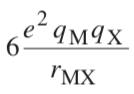 6 e² q_M q_X / r_MX